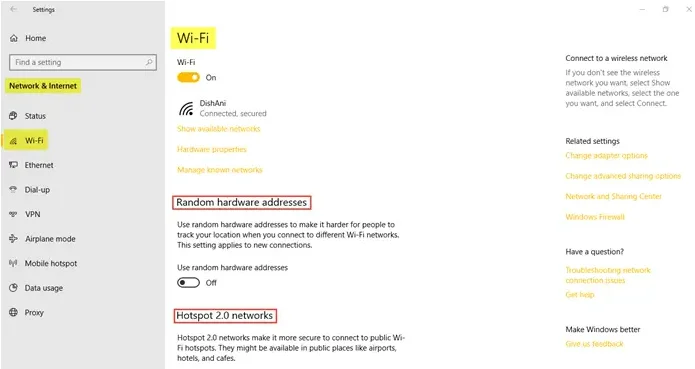 Settings
Home
Find a setting
Network & Internet
Status
Wi-Fi
Ethernet
Dial-up
VPN
Airplane mode
Mobile hotspot
Data usage
Proxy
Wi-Fi
Wi-Fi
On
DishAni
Connected, secured
Show available networks
Hardware properties
Manage known networks
Random hardware addresses
Use random hardware addresses to make it harder for people to
track your location when you connect to different Wi-Fi networks.
This setting applies to new connections.
Use random hardware addresses
Off
Hotspot 2.0 networks
Hotspot 2.0 networks make it more secure to connect to public Wi-
Fi hotspots. They might be available in public places like airports,
hotels, and cafes.
Connect to a wireless network
If you don't see the wireless
network you want, select Show
available networks, select the one
you want, and select Connect.
Related settings
Change adapter options
Change advanced sharing options
Network and Sharing Center
Windows Firewall
Have a question?
Troubleshooting network
connection issues
Get help
Make Windows better
Give us feedback